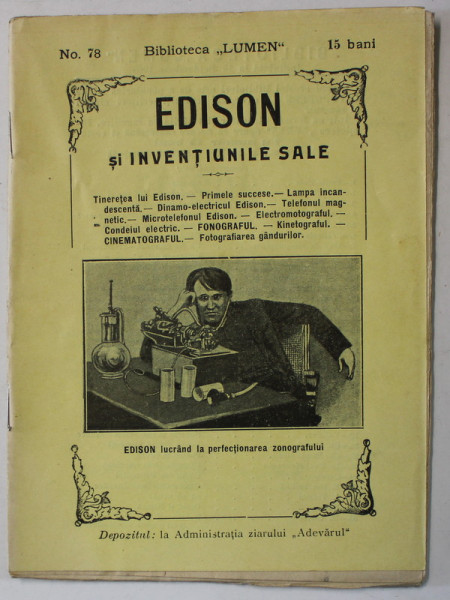 No. 78 Biblioteca „LUMEN“ 15 bani
EDISON
și INVENȚIUNILE SALE
Tinerețea lui Edison. — Primele succese.— Lampa incan-
descentă.— Dinamo-electricul Edison.— Telefonul mag-
netic.— Microtelefonul Edison. — Electromotograful. —
Condeiul electric. — FONOGRAFUL. — Kinetograful. —
CINEMATOGRAFUL.— Fotografiarea gândurilor.
EDISON lucrând la perfecționarea zonografului
Depozitul: la Administrația ziarului „Adevărul“